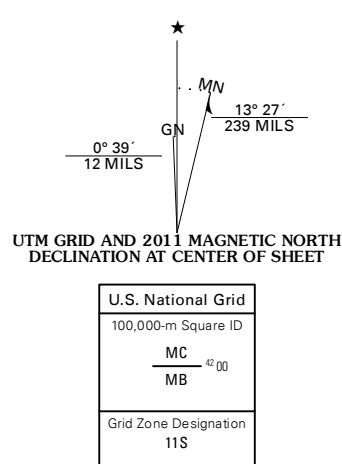 ★
MN
GN
13° 27´
239 MILS
0° 39´
12 MILS
UTM GRID AND 2011 MAGNETIC NORTH
DECLINATION AT CENTER OF SHEET
U.S. National Grid
100,000-m Square ID
MC
42 00
MB
Grid Zone Designation
11S